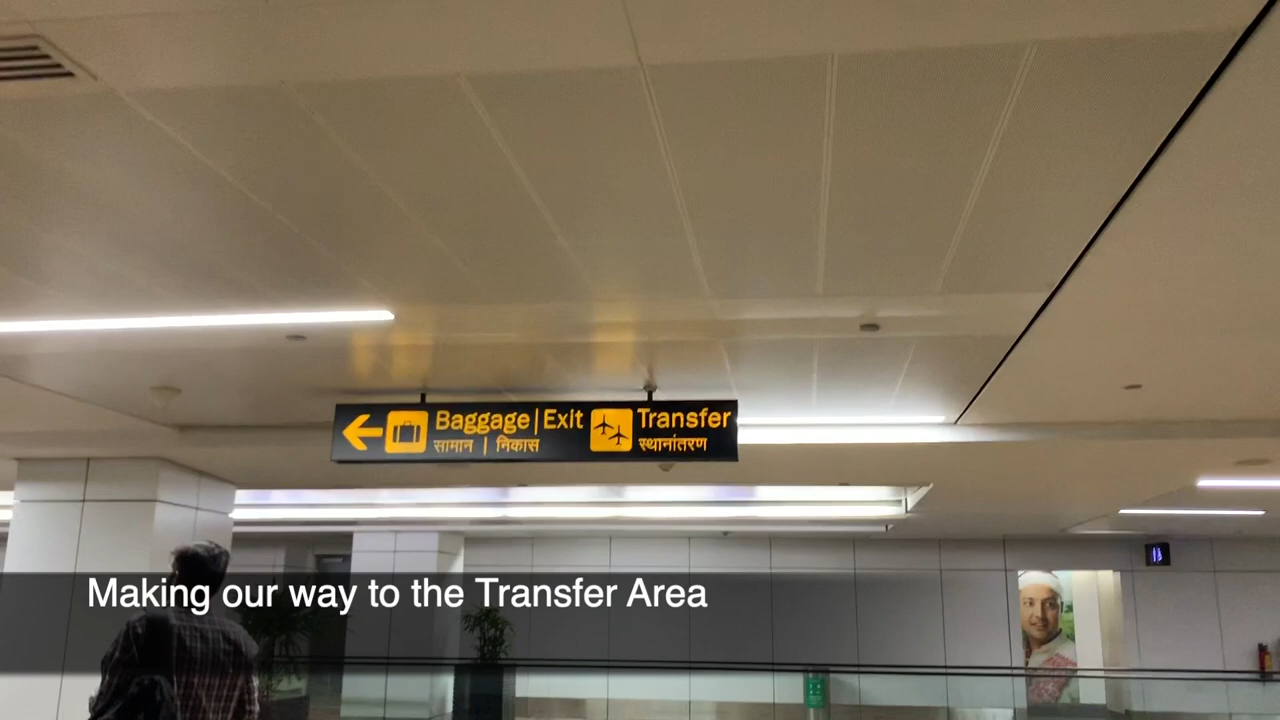 Baggage | Exit Transfer
सामान | निकास स्थानांतरण
Making our way to the Transfer Area